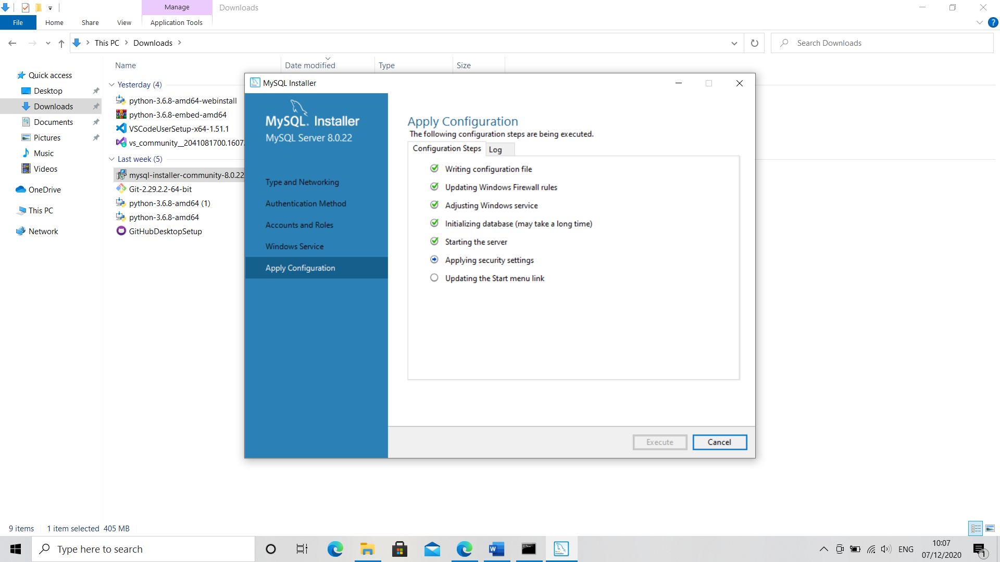 Manage
Downloads
File
Home
Share
View
Application Tools
This PC
Downloads
Search Downloads
Name
Date modified
Type
Size
Quick access
Desktop
Downloads
Documents
Pictures
Music
Videos
OneDrive
This PC
Network
Yesterday (4)
python-3.6.8-amd64-webinstall
python-3.6.8-embed-amd64
VSCodeUserSetup-x64-1.51.1
vs_community__2041081700.1607
Last week (5)
mysql-installer-community-8.0.22
Git-2.29.2.2-64-bit
python-3.6.8-amd64 (1)
python-3.6.8-amd64
GitHubDesktopSetup
MySQL Installer
MySQL. Installer
MySQL Server 8.0.22
Type and Networking
Authentication Method
Accounts and Roles
Windows Service
Apply Configuration
Apply Configuration
The following configuration steps are being executed.
Configuration Steps
Log
Writing configuration file
Updating Windows Firewall rules
Adjusting Windows service
Initializing database (may take a long time)
Starting the server
Applying security settings
Updating the Start menu link
Execute
Cancel
9 items
1 item selected 405 MB
Type here to search
ENG
10:07
07/12/2020
1